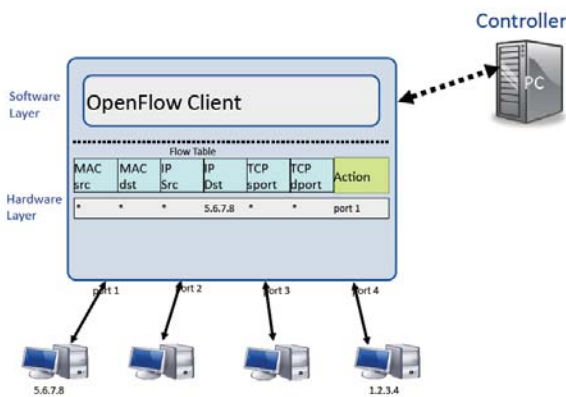 Controller
PC
Software
Layer
OpenFlow Client
Flow Table
MAC src
MAC dst
IP Src
IP Dst
TCP sport
TCP dport
Action
Hardware
Layer
* * * 5.6.7.8 * * port 1
port 1
port 2
port 3
port 4
5.6.7.8
1.2.3.4